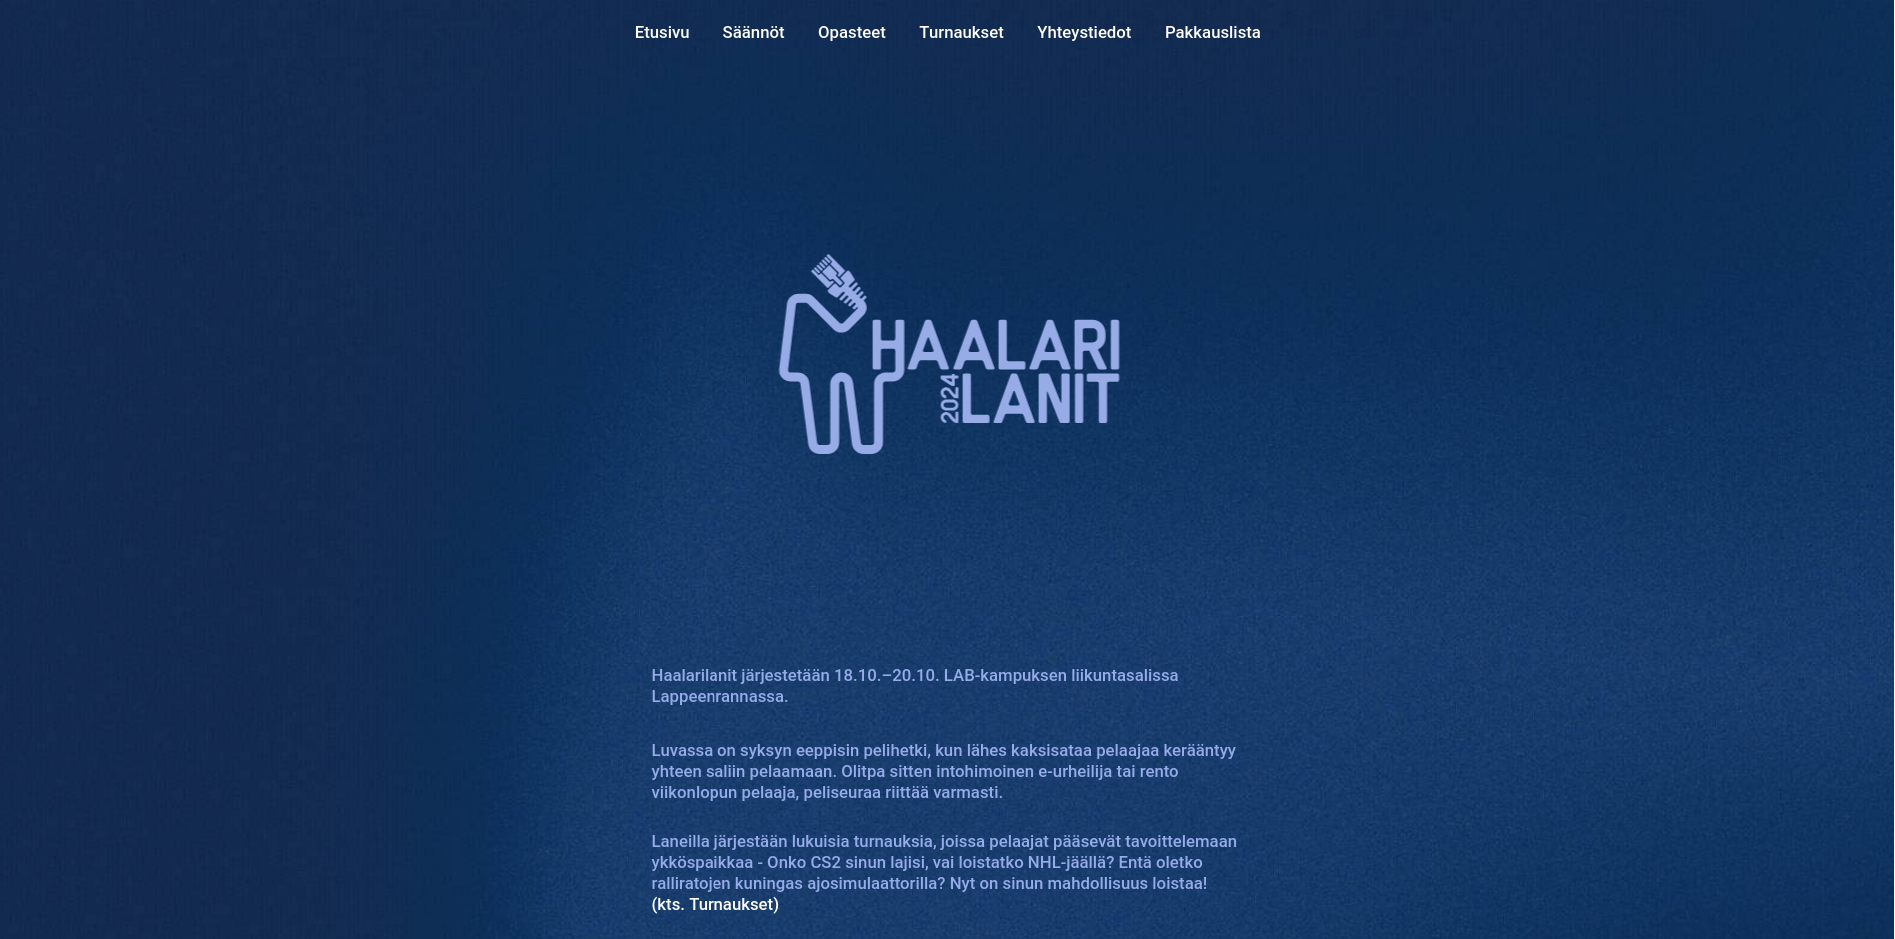 Etusivu Säännöt Opasteet Turnaukset Yhteystiedot Pakkauslista
HAALARI
2024 LANIT
Haalarilanit järjestetään 18.10.–20.10. LAB-kampuksen liikuntasalissa
Lappeenrannassa.
Luvassa on syksyn eeppisin pelihetki, kun lähes kaksisataa pelaajaa kerääntyy
yhteen saliin pelaamaan. Olitpa sitten intohimoinen e-urheilija tai rento
viikonlopun pelaaja, peliseuraa riittää varmasti.
Laneilla järjestään lukuisia turnauksia, joissa pelaajat pääsevät tavoittelemaan
ykköspaikkaa - Onko CS2 sinun lajisi, vai loistatko NHL-jäällä? Entä oletko
ralliratojen kuningas ajosimulaattorilla? Nyt on sinun mahdollisuus loistaa!
(kts. Turnaukset)